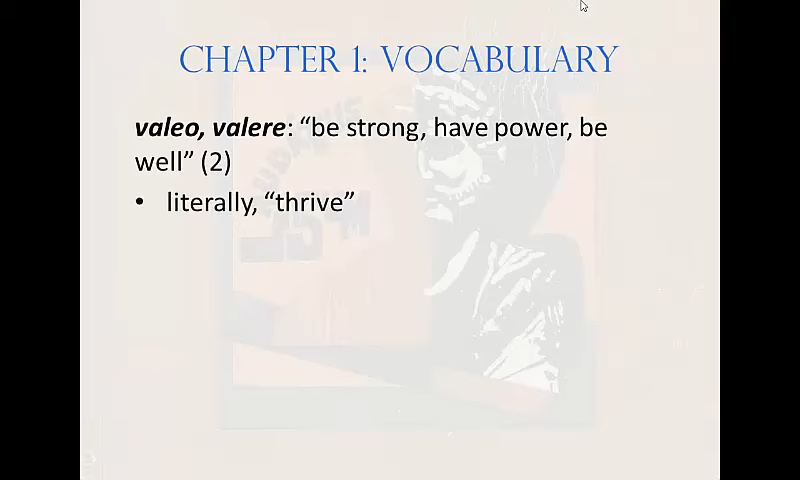 CHAPTER 1: VOCABULARY
valeo, valere: “be strong, have power, be
well” (2)
• literally, “thrive”